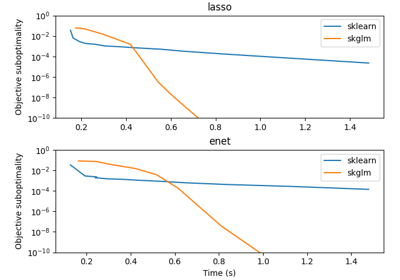 lasso
Objective suboptimality
10^0
10^-2
10^-4
10^-6
10^-8
10^-10
sklearn
skglm
0.2 0.4 0.6 0.8 1.0 1.2 1.4
enet
Objective suboptimality
10^0
10^-2
10^-4
10^-6
10^-8
10^-10
sklearn
skglm
0.2 0.4 0.6 0.8 1.0 1.2 1.4
Time (s)